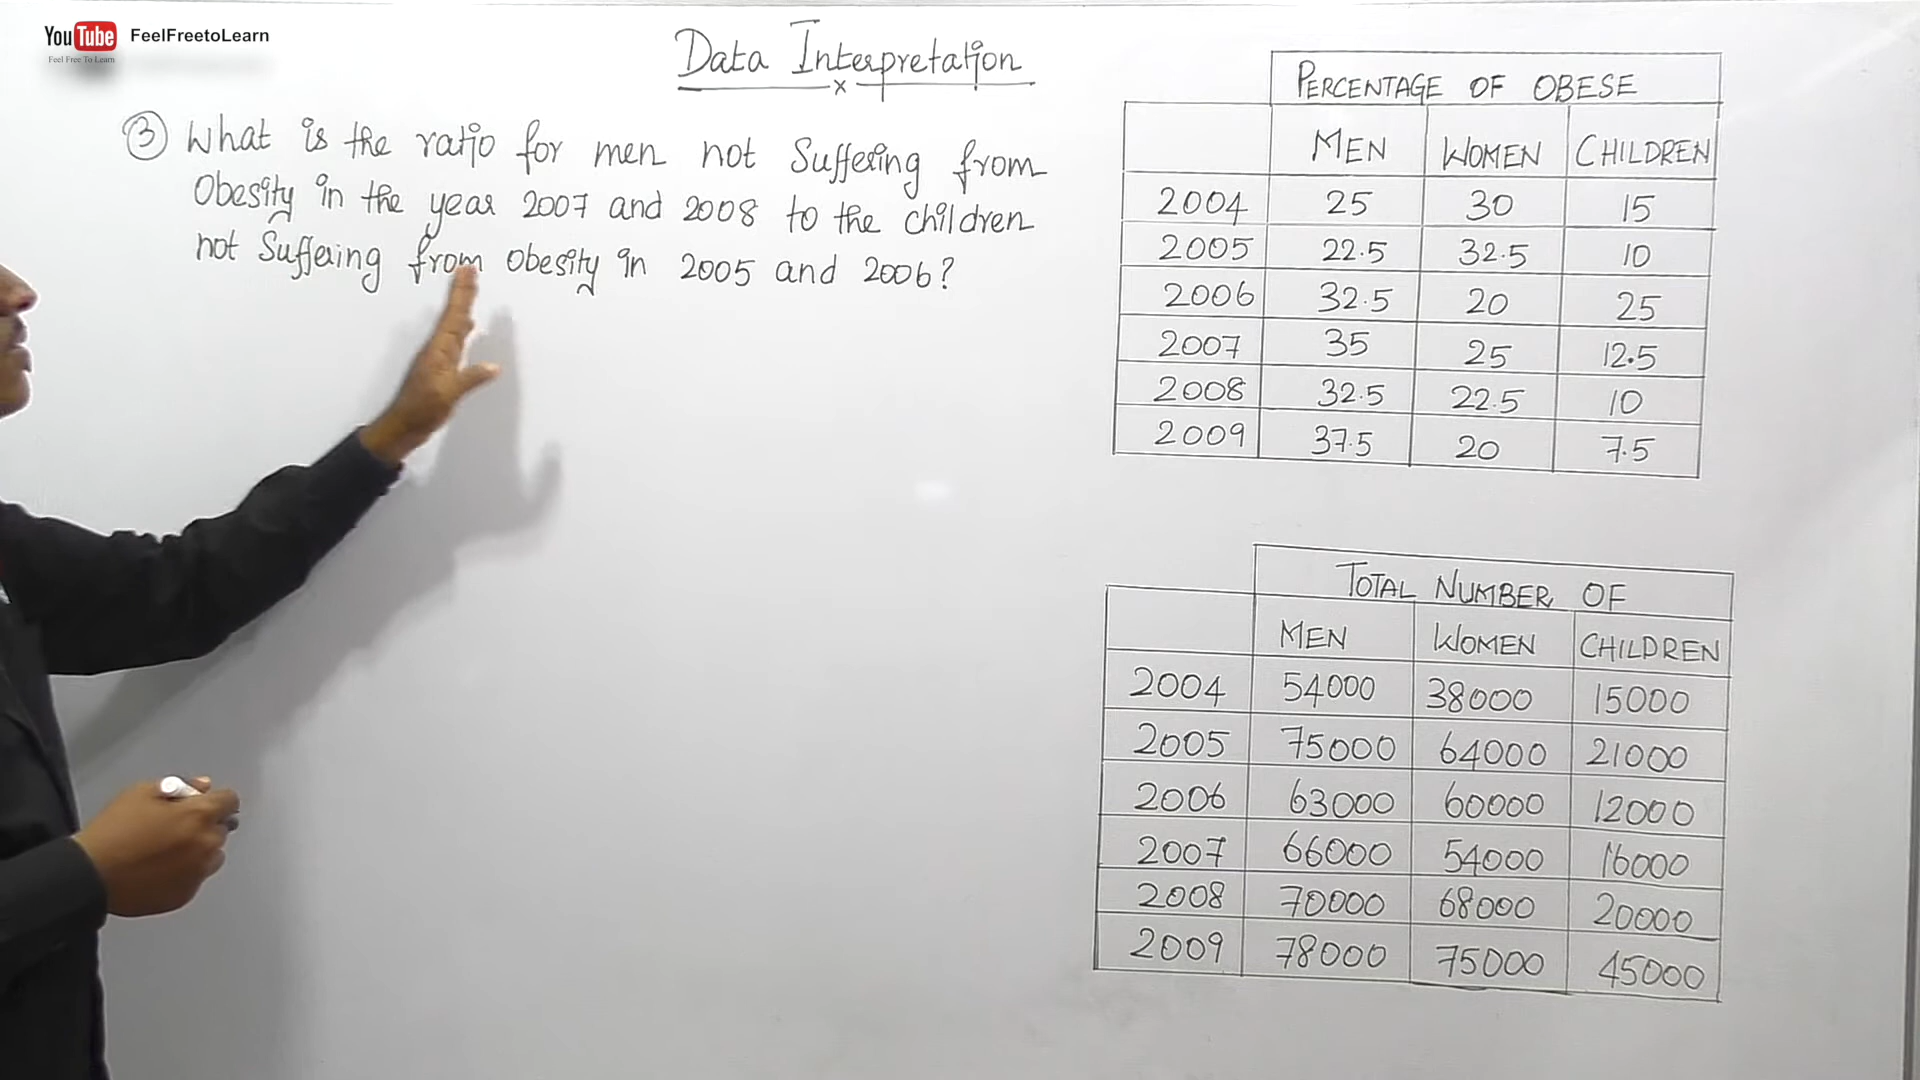 YouTube FeelFreetoLearn
Feel Free To Learn
Data Interpretation
x
③ What is the ratio for men not Suffering from
Obesity in the year 2007 and 2008 to the children
not Suffering from Obesity in 2005 and 2006?
PERCENTAGE OF OBESE
MEN WOMEN CHILDREN
2004 25 30 15
2005 22.5 32.5 10
2006 32.5 20 25
2007 35 25 12.5
2008 32.5 22.5 10
2009 37.5 20 7.5
TOTAL NUMBER OF
MEN WOMEN CHILDREN
2004 54000 38000 15000
2005 75000 64000 21000
2006 63000 60000 12000
2007 66000 54000 16000
2008 70000 68000 20000
2009 78000 75000 45000